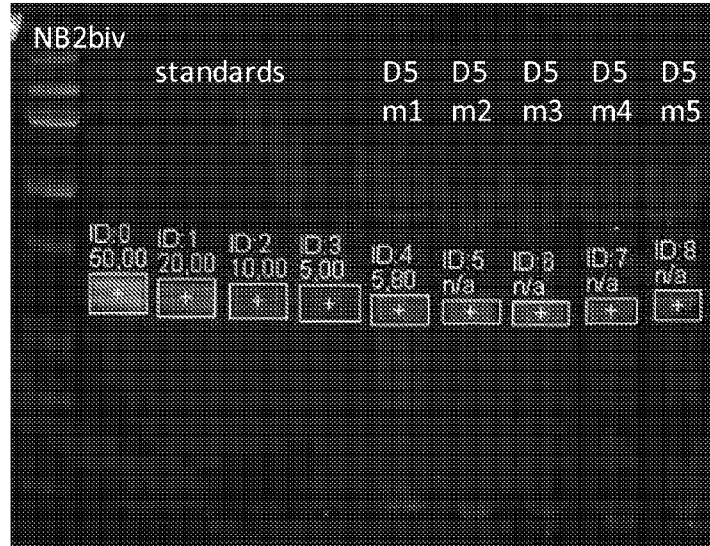 NB2biv
standards D5 D5 D5 D5 D5
m1 m2 m3 m4 m5
ID:0 ID:1 ID:2 ID:3 ID:4 ID:5 ID:6 ID:7 ID:8
50,00 20,00 10,00 5,00 5,80 n/a n/a n/a n/a